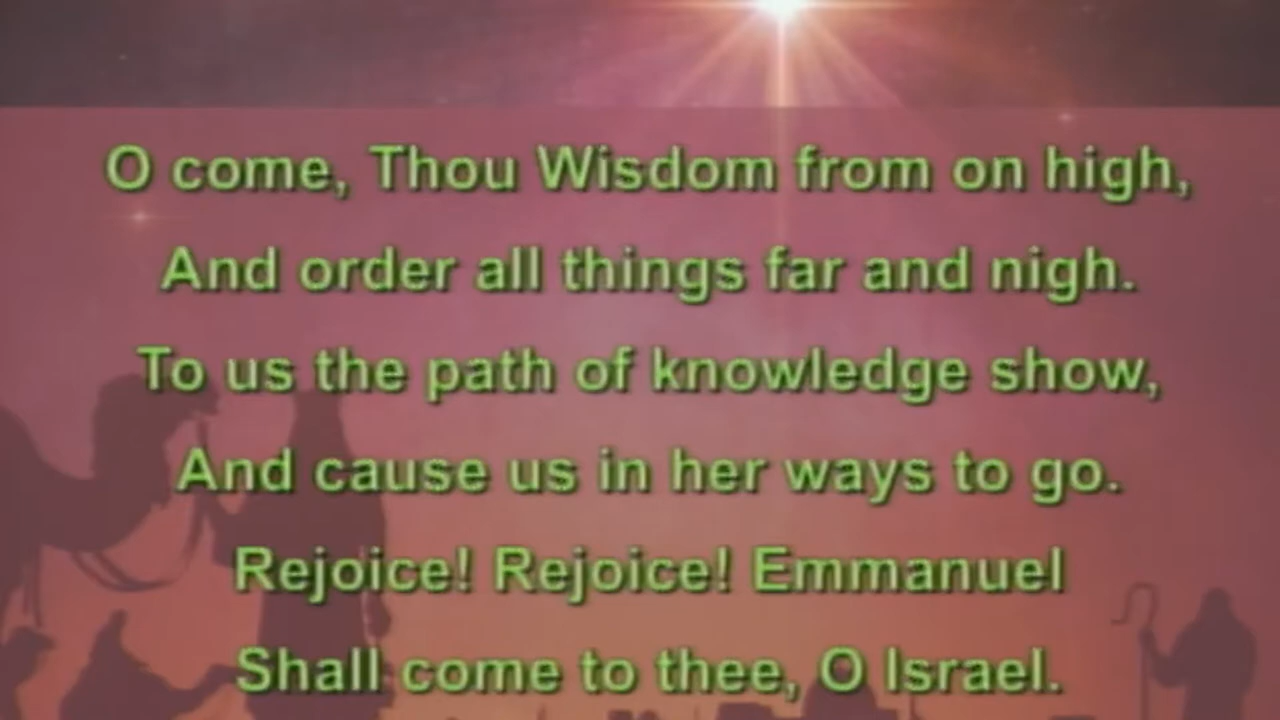 O come, Thou Wisdom from on high,
And order all things far and nigh.
To us the path of knowledge show,
And cause us in her ways to go.
Rejoice! Rejoice! Emmanuel
Shall come to thee, O Israel.